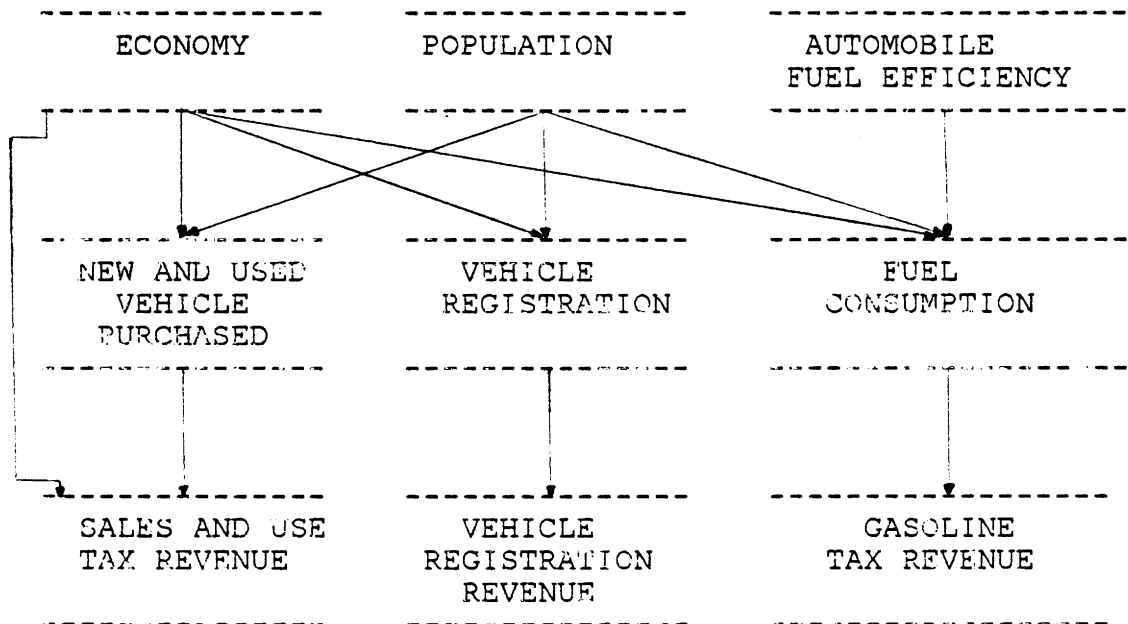 ECONOMY
POPULATION
AUTOMOBILE
FUEL EFFICIENCY
NEW AND USED
VEHICLE
PURCHASED
VEHICLE
REGISTRATION
FUEL
CONSUMPTION
SALES AND USE
TAX REVENUE
VEHICLE
REGISTRATION
REVENUE
GASOLINE
TAX REVENUE